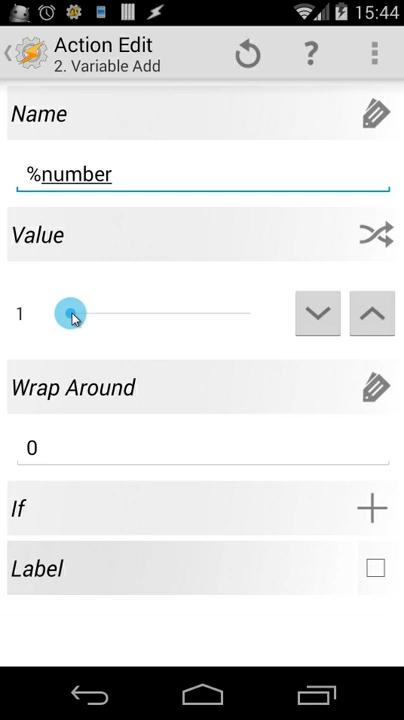 15:44
Action Edit
2. Variable Add
Name
%number
Value
1
Wrap Around
0
If
Label